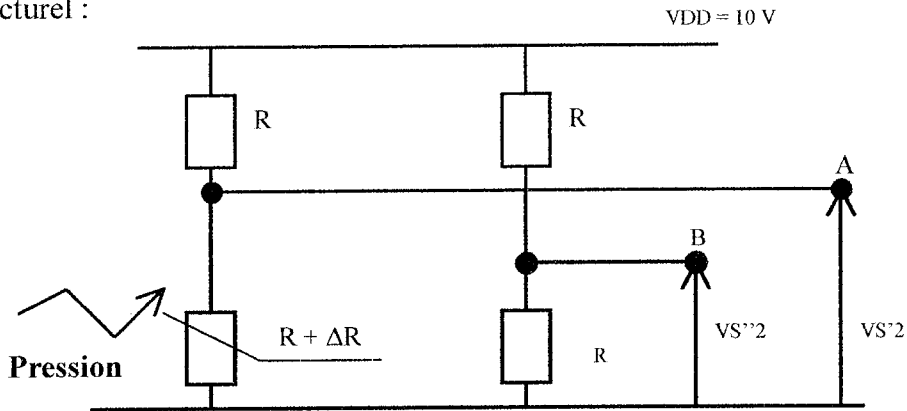 cturel :
VDD = 10 V
R
R
A
B
R + ΔR
R
VS''2
VS'2
Pression